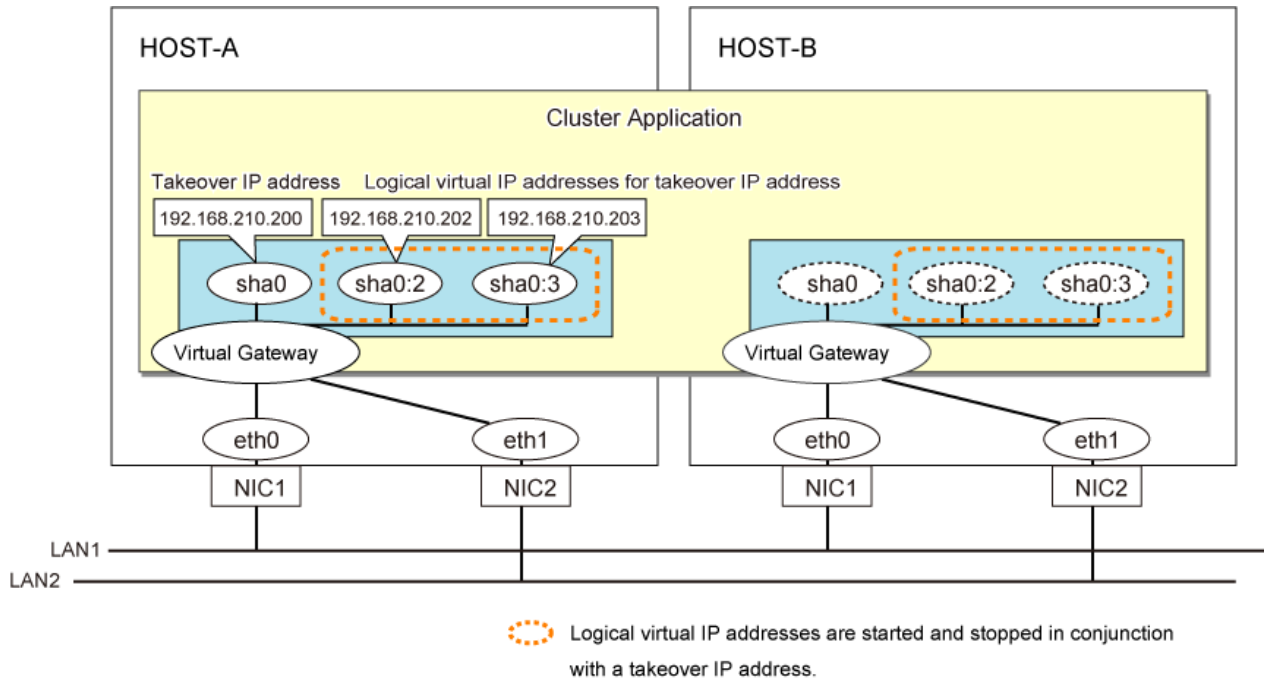 HOST-A
HOST-B
Cluster Application
Takeover IP address
Logical virtual IP addresses for takeover IP address
192.168.210.200
192.168.210.202
192.168.210.203
sha0
sha0:2
sha0:3
sha0
sha0:2
sha0:3
Virtual Gateway
Virtual Gateway
eth0
eth1
eth0
eth1
NIC1
NIC2
NIC1
NIC2
LAN1
LAN2
Logical virtual IP addresses are started and stopped in conjunction
with a takeover IP address.